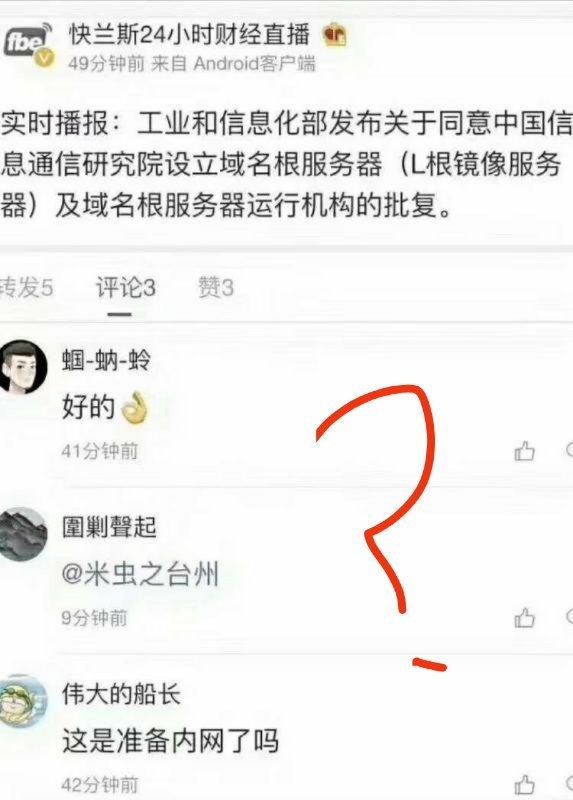 fbe
快兰斯24小时财经直播
49分钟前 来自 Android客户端
实时播报：工业和信息化部发布关于同意中国信
息通信研究院设立域名根服务器（L根镜像服务
器）及域名根服务器运行机构的批复。
转发5 评论3 赞3
蝈-蚋-蛉
好的👌
41分钟前
圍剿聲起
@米虫之台州
9分钟前
伟大的船长
这是准备内网了吗
42分钟前